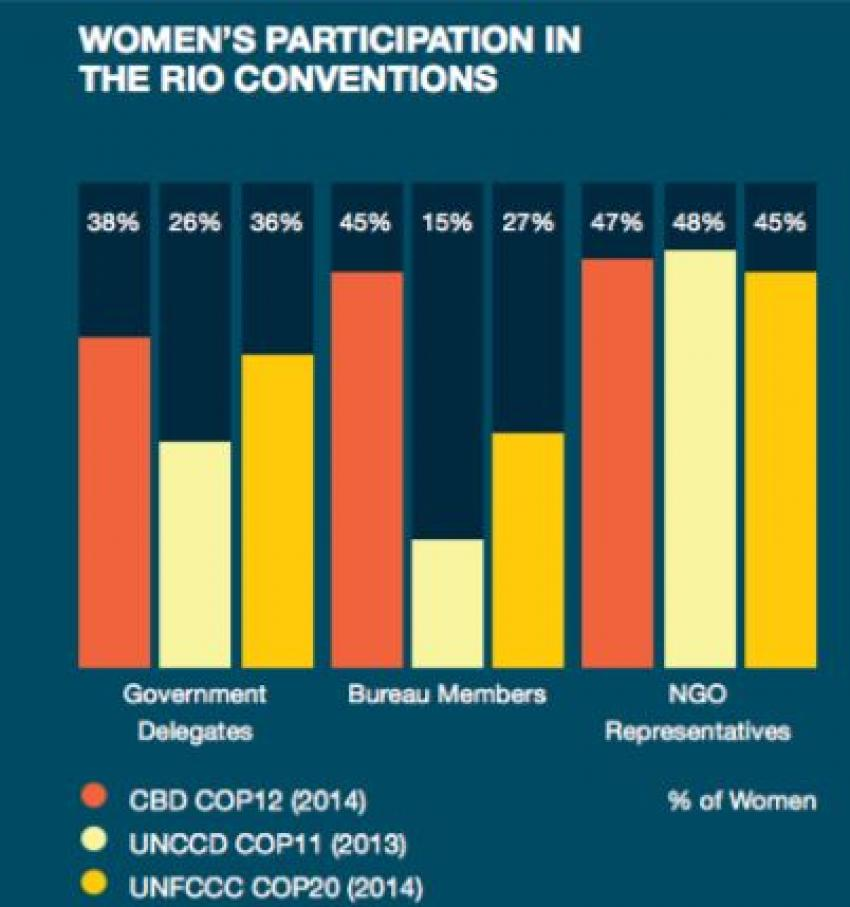 WOMEN'S PARTICIPATION IN
THE RIO CONVENTIONS
38% 26% 36% 45% 15% 27% 47% 48% 45%
Government
Delegates
Bureau Members
NGO
Representatives
CBD COP12 (2014)
% of Women
UNCCD COP11 (2013)
UNFCCC COP20 (2014)